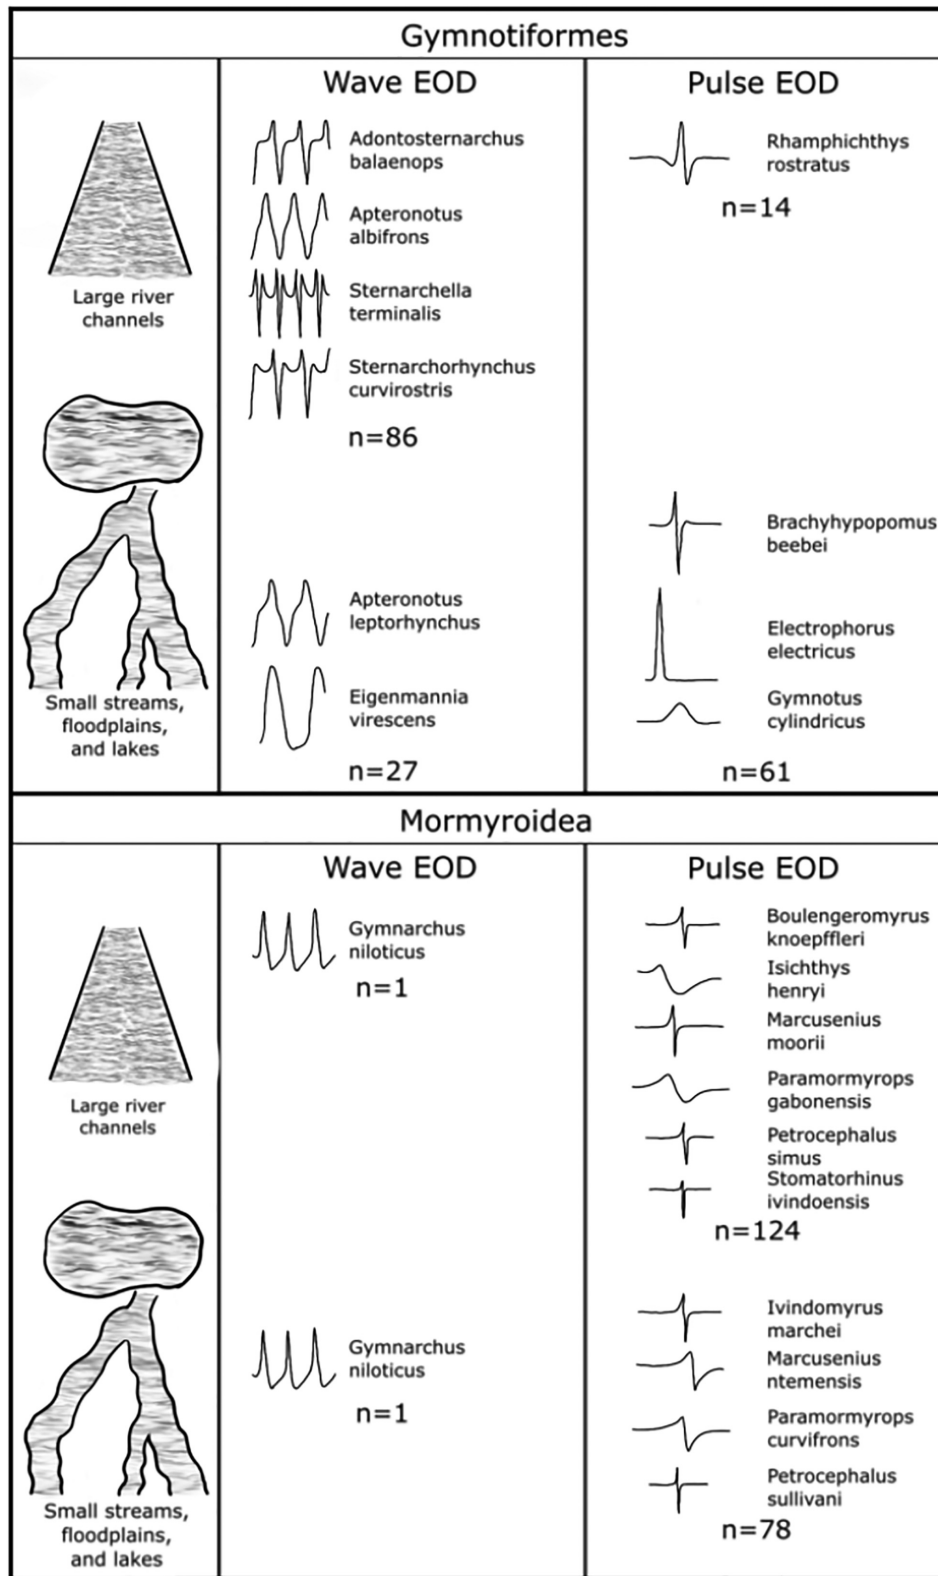 Gymnotiformes
Wave EOD
Pulse EOD
Large river
channels
Adontosternarchus
balaenops
Apteronotus
albifrons
Sternarchella
terminalis
Sternarchorhynchus
curvirostris
n=86
Rhamphichthys
rostratus
n=14
Small streams,
floodplains,
and lakes
Apteronotus
leptorhynchus
Eigenmannia
virescens
n=27
Brachyhypopomus
beebei
Electrophorus
electricus
Gymnotus
cylindricus
n=61
Mormyroidea
Wave EOD
Pulse EOD
Large river
channels
Gymnarchus
niloticus
n=1
Boulengeromyrus
knoepffleri
Isichthys
henryi
Marcusenius
moorii
Paramormyrops
gabonensis
Petrocephalus
simus
Stomatorhinus
ivindoensis
n=124
Small streams,
floodplains,
and lakes
Gymnarchus
niloticus
n=1
Ivindomyrus
marchei
Marcusenius
ntemensis
Paramormyrops
curvifrons
Petrocephalus
sullivani
n=78